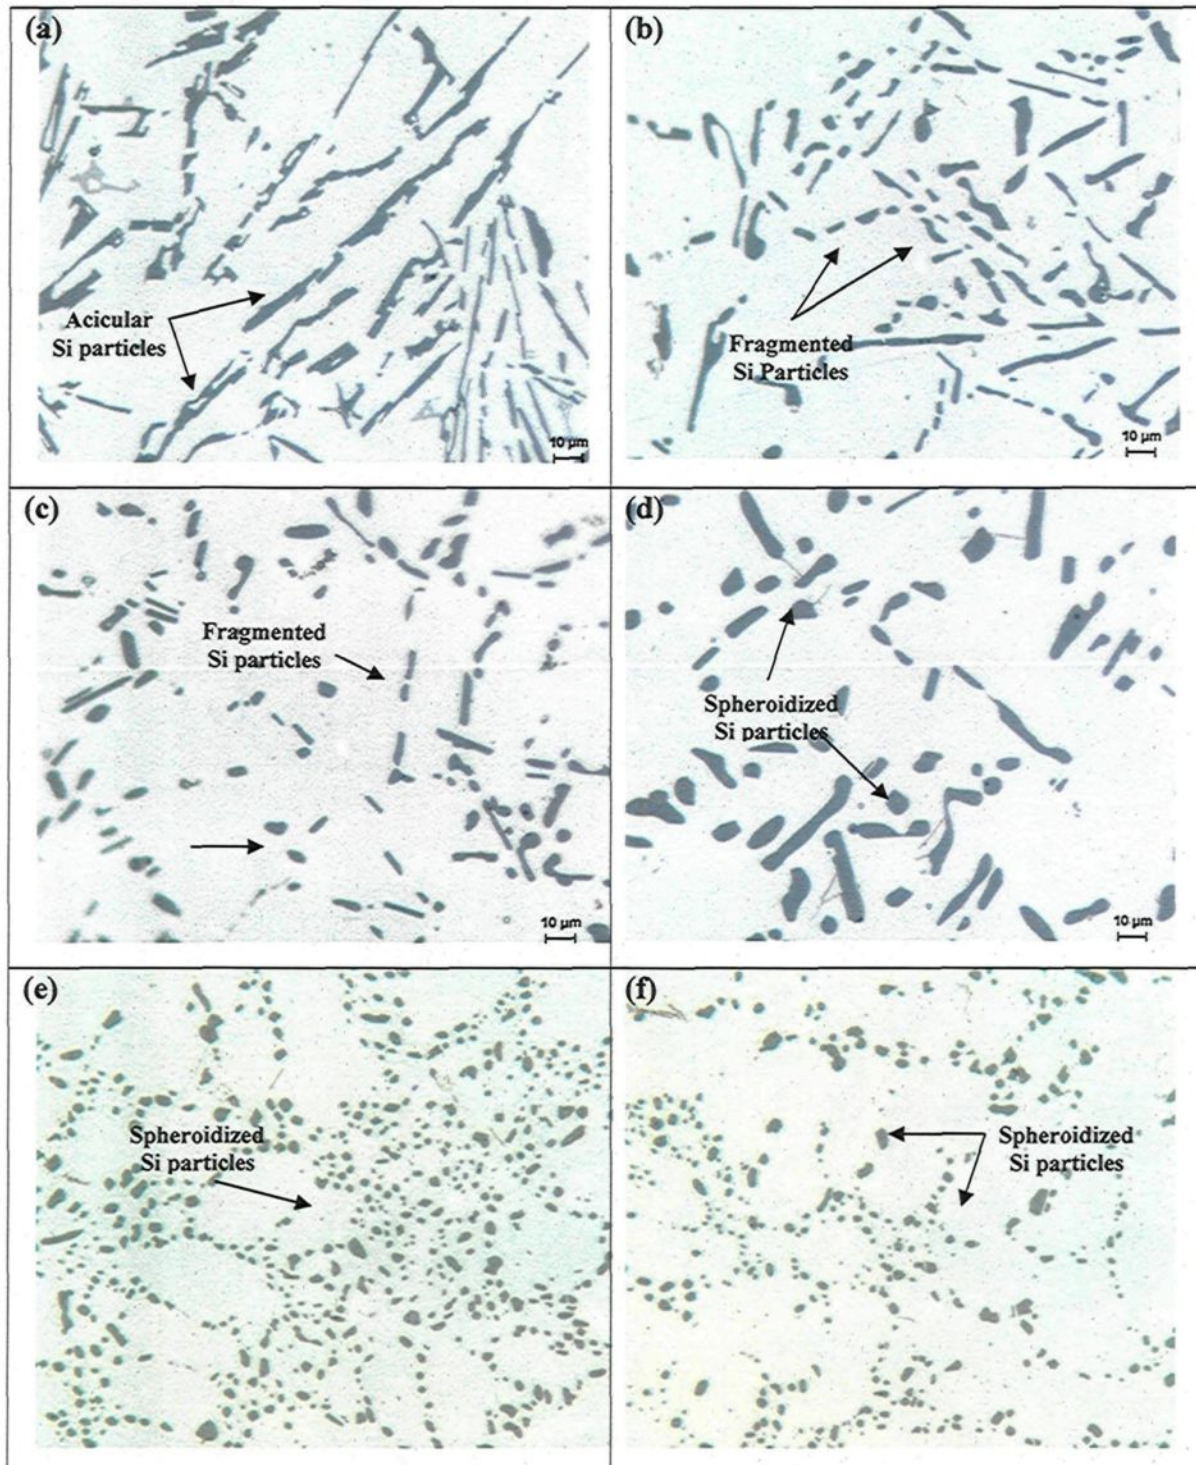 (a)
Acicular
Si particles
10 µm
(b)
Fragmented
Si Particles
10 µm
(c)
Fragmented
Si particles
10 µm
(d)
Spheroidized
Si particles
10 µm
(e)
Spheroidized
Si particles
(f)
Spheroidized
Si particles